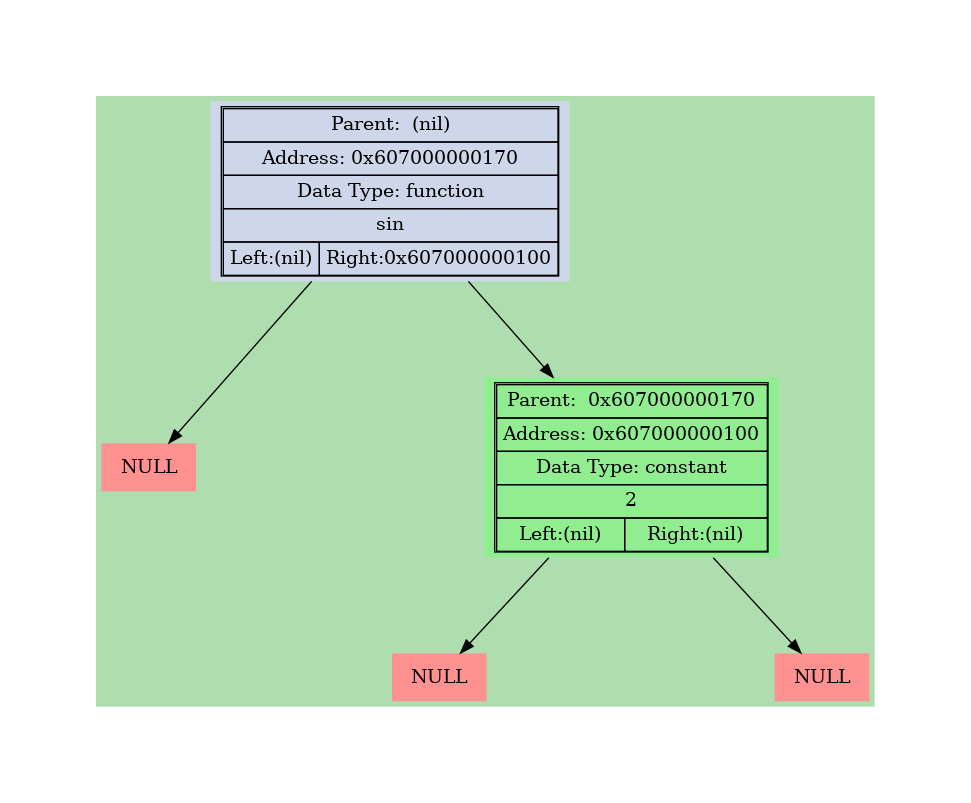 Parent:  (nil)
Address: 0x607000000170
Data Type: function
sin
Left:(nil) Right:0x607000000100
NULL
Parent:  0x607000000170
Address: 0x607000000100
Data Type: constant
2
Left:(nil) Right:(nil)
NULL
NULL